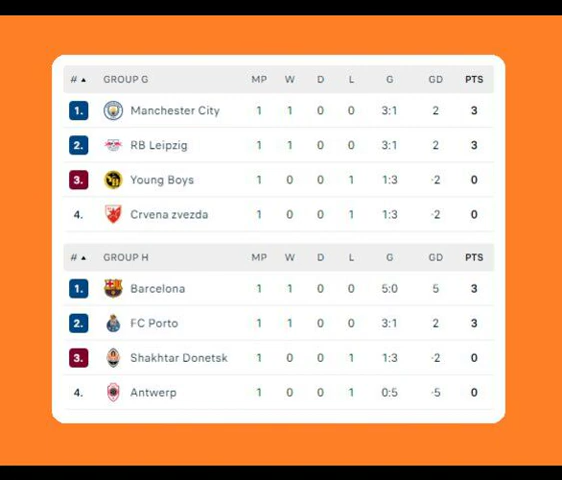 # ▲ GROUP G MP W D L G GD PTS
1. Manchester City 1 1 0 0 3:1 2 3
2. RB Leipzig 1 1 0 0 3:1 2 3
3. Young Boys 1 0 0 1 1:3 -2 0
4. Crvena zvezda 1 0 0 1 1:3 -2 0
# ▲ GROUP H MP W D L G GD PTS
1. Barcelona 1 1 0 0 5:0 5 3
2. FC Porto 1 1 0 0 3:1 2 3
3. Shakhtar Donetsk 1 0 0 1 1:3 -2 0
4. Antwerp 1 0 0 1 0:5 -5 0